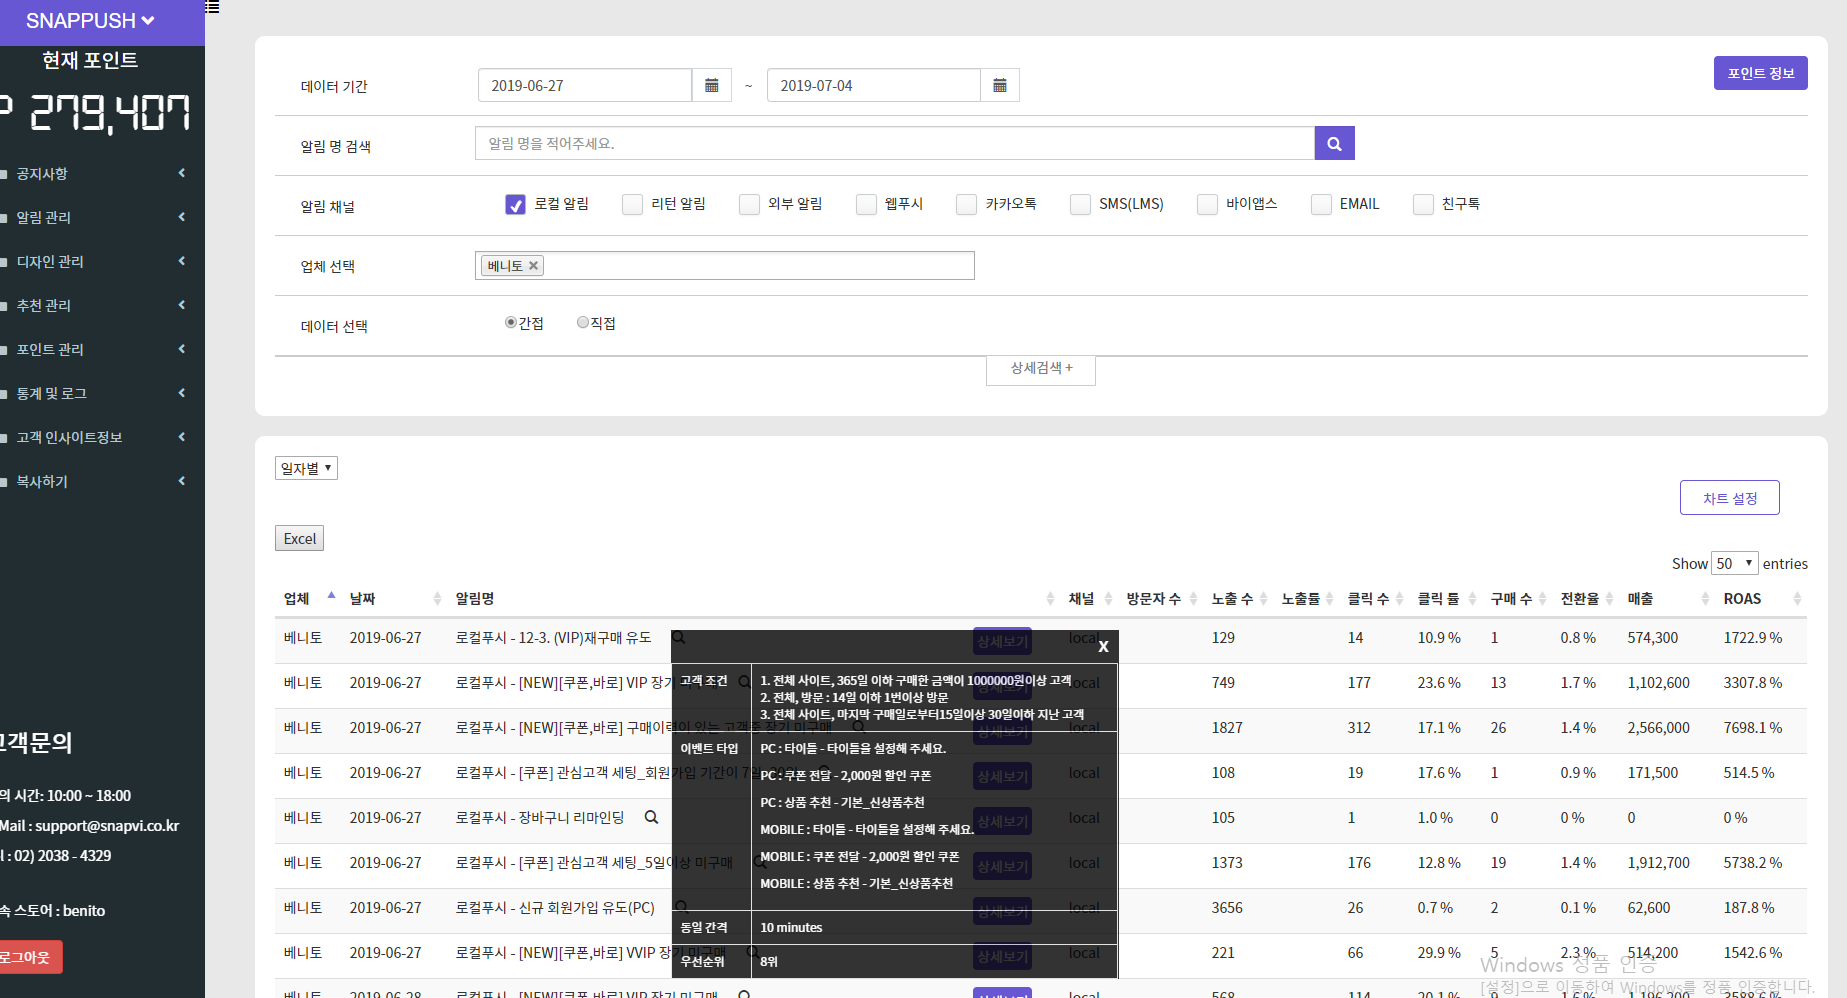 SNAPPUSH
현재 포인트
279,407
공지사항
알림 관리
디자인 관리
추천 관리
포인트 관리
통계 및 로그
고객 인사이트정보
복사하기
고객문의
의 시간: 10:00 ~ 18:00
Mail : support@snapvi.co.kr
: 02) 2038 - 4329
속 스토어 : benito
로그아웃
데이터 기간 2019-06-27 ~ 2019-07-04 포인트 정보
알림 명 검색 알림 명을 적어주세요.
알림 채널 로컬 알림 리턴 알림 외부 알림 웹푸시 카카오톡 SMS(LMS) 바이앱스 EMAIL 친구톡
업체 선택 베니토
데이터 선택 간접 직접
상세검색 +
일자별
차트 설정
Excel
Show 50 entries
업체 날짜 알림명 채널 방문자 수 노출 수 노출률 클릭 수 클릭 률 구매 수 전환율 매출 ROAS
베니토 2019-06-27 로컬푸시 - 12-3. (VIP)재구매 유도 상세보기 local 129 14 10.9 % 1 0.8 % 574,300 1722.9 %
베니토 2019-06-27 로컬푸시 - [NEW][쿠폰,바로] VIP 장기 미구매 749 177 23.6 % 13 1.7 % 1,102,600 3307.8 %
베니토 2019-06-27 로컬푸시 - [NEW][쿠폰,바로] 구매이력이 있는 고객중 장기 미구매 상세보기 local 1827 312 17.1 % 26 1.4 % 2,566,000 7698.1 %
베니토 2019-06-27 로컬푸시 - [쿠폰] 관심고객 세팅_회원가입 기간이 7일~30일 상세보기 local 108 19 17.6 % 1 0.9 % 171,500 514.5 %
베니토 2019-06-27 로컬푸시 - 장바구니 리마인딩 상세보기 local 105 1 1.0 % 0 0 % 0 0 %
베니토 2019-06-27 로컬푸시 - [쿠폰] 관심고객 세팅_5일이상 미구매 상세보기 local 1373 176 12.8 % 19 1.4 % 1,912,700 5738.2 %
베니토 2019-06-27 로컬푸시 - 신규 회원가입 유도(PC) 상세보기 local 3656 26 0.7 % 2 0.1 % 62,600 187.8 %
베니토 2019-06-27 로컬푸시 - [NEW][쿠폰,바로] VVIP 장기 미구매 상세보기 local 221 66 29.9 % 5 2.3 % 514,200 1542.6 %
베니토 2019-06-28 로컬푸시 - [NEW][쿠폰,바로] VIP 장기 미구매 상세보기 local 568 114 20.1 % 9 1.6 % 1,196,200 3588.6 %
X
고객 조건 1. 전체 사이트, 365일 이하 구매한 금액이 1000000원이상 고객
2. 전체, 방문 : 14일 이하 1번이상 방문
3. 전체 사이트, 마지막 구매일로부터15일이상 30일이하 지난 고객
이벤트 타입 PC : 타이틀 - 타이틀을 설정해 주세요.
PC : 쿠폰 전달 - 2,000원 할인 쿠폰
PC : 상품 추천 - 기본_신상품추천
MOBILE : 타이틀 - 타이틀을 설정해 주세요.
MOBILE : 쿠폰 전달 - 2,000원 할인 쿠폰
MOBILE : 상품 추천 - 기본_신상품추천
동일 간격 10 minutes
우선순위 8위
Windows 정품 인증
[설정]으로 이동하여 Windows를 정품 인증합니다.